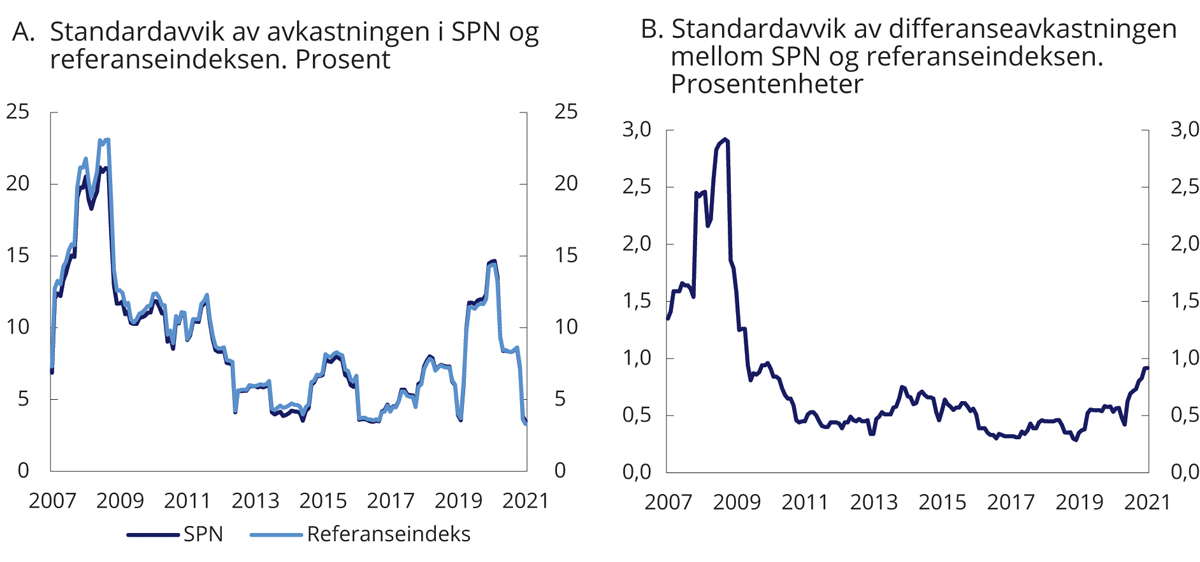 A. Standardavvik av avkastningen i SPN og
referanseindeksen. Prosent
25 25
20 20
15 15
10 10
5 5
0 0
2007 2009 2011 2013 2015 2017 2019 2021
SPN Referanseindeks
B. Standardavvik av differanseavkastningen
mellom SPN og referanseindeksen.
Prosentenheter
3,0 3,0
2,5 2,5
2,0 2,0
1,5 1,5
1,0 1,0
0,5 0,5
0,0 0,0
2007 2009 2011 2013 2015 2017 2019 2021